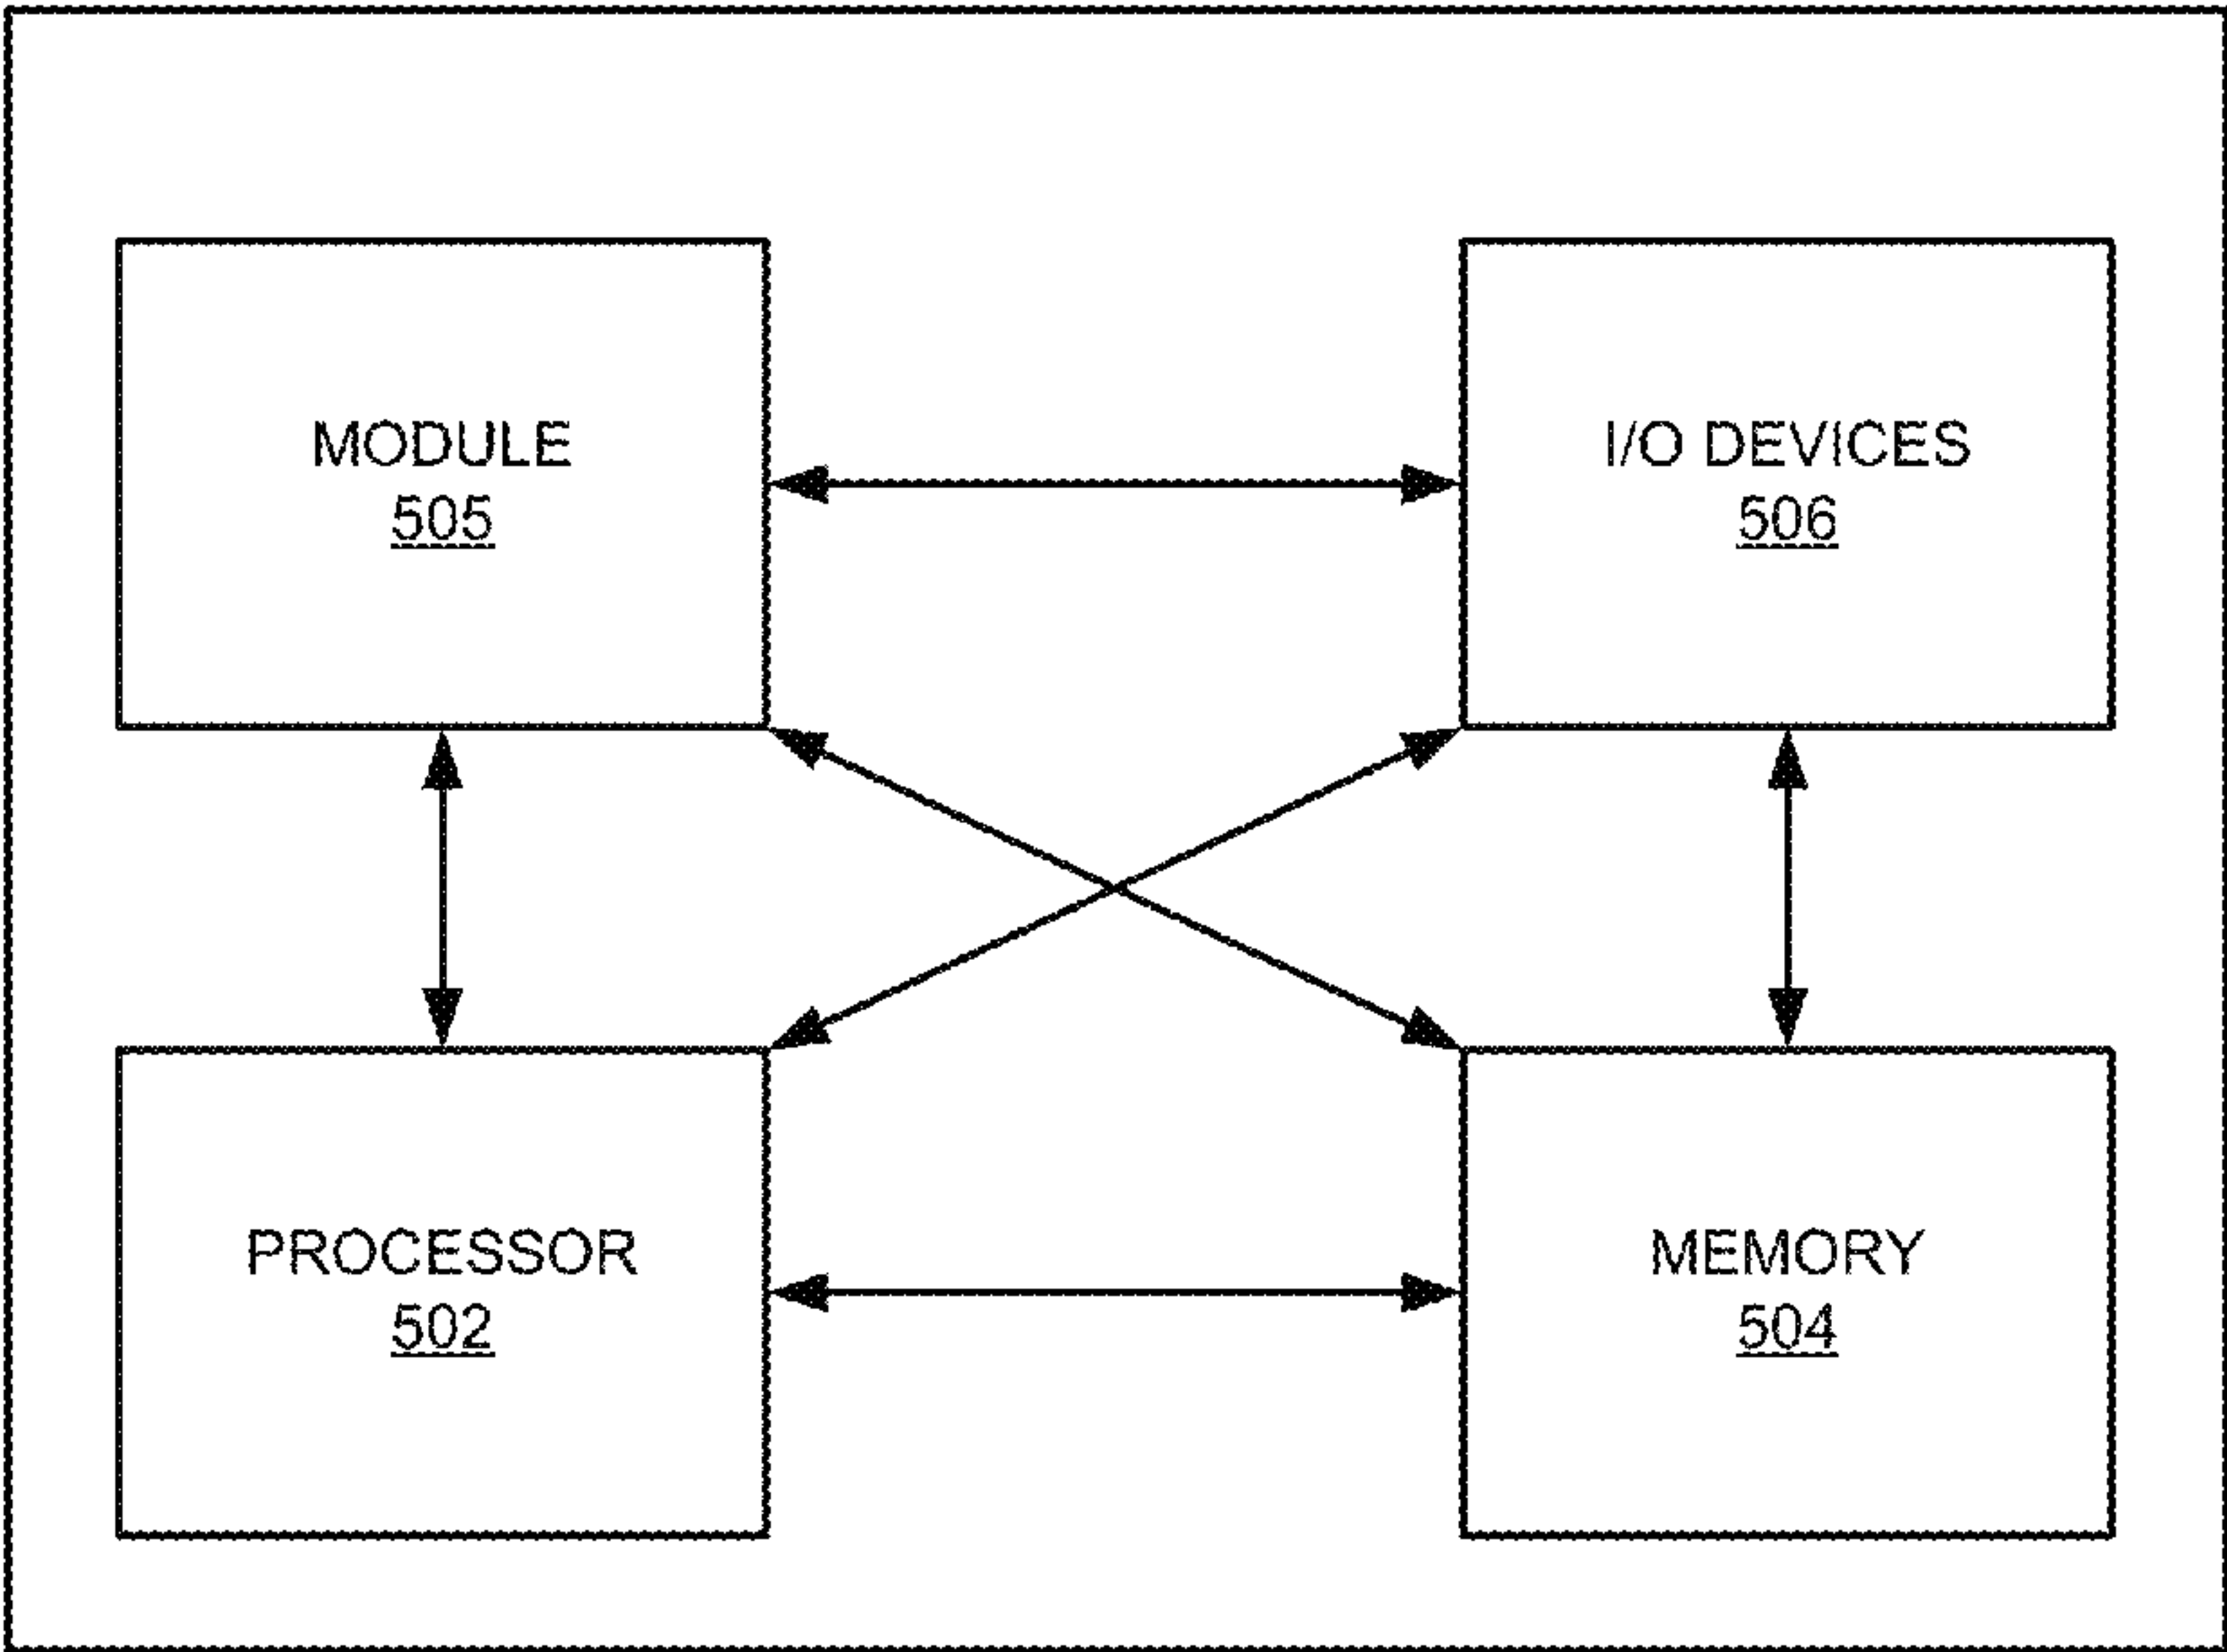 MODULE
505
I/O DEVICES
506
PROCESSOR
502
MEMORY
504